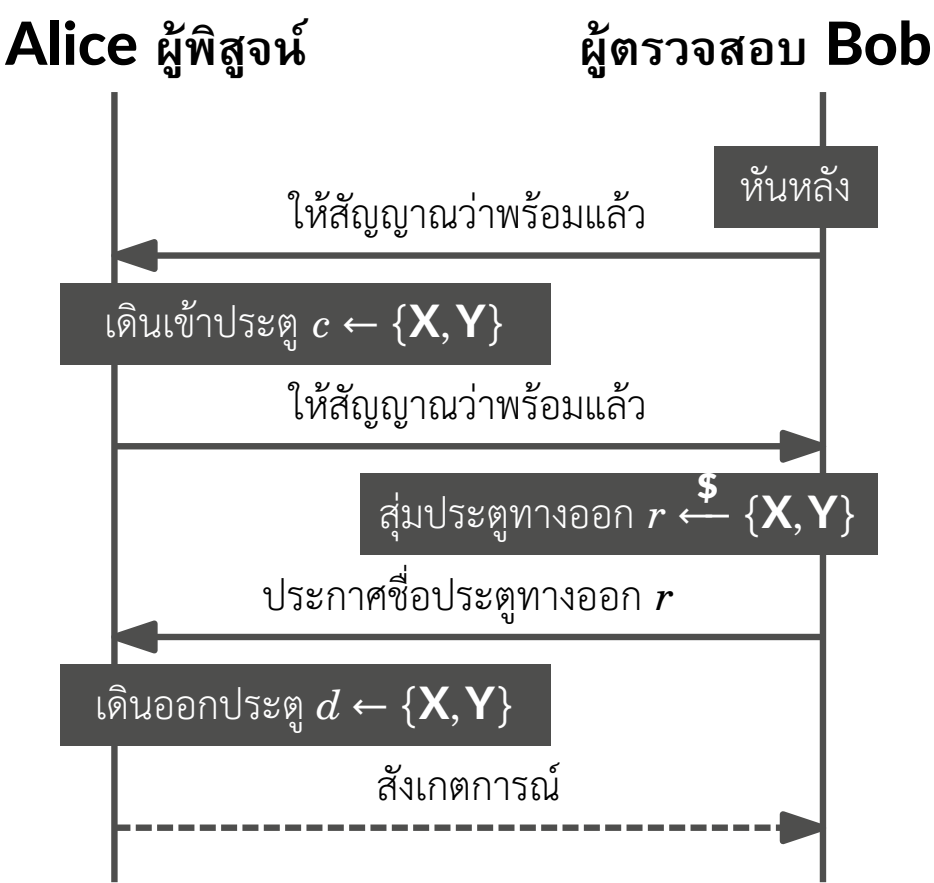 Alice ผู้พิสูจน์
ผู้ตรวจสอบ Bob
หันหลัง
ให้สัญญาณว่าพร้อมแล้ว
เดินเข้าประตู c ← {X, Y}
ให้สัญญาณว่าพร้อมแล้ว
สุ่มประตูทางออก r ←$ {X, Y}
ประกาศชื่อประตูทางออก r
เดินออกประตู d ← {X, Y}
สังเกตการณ์